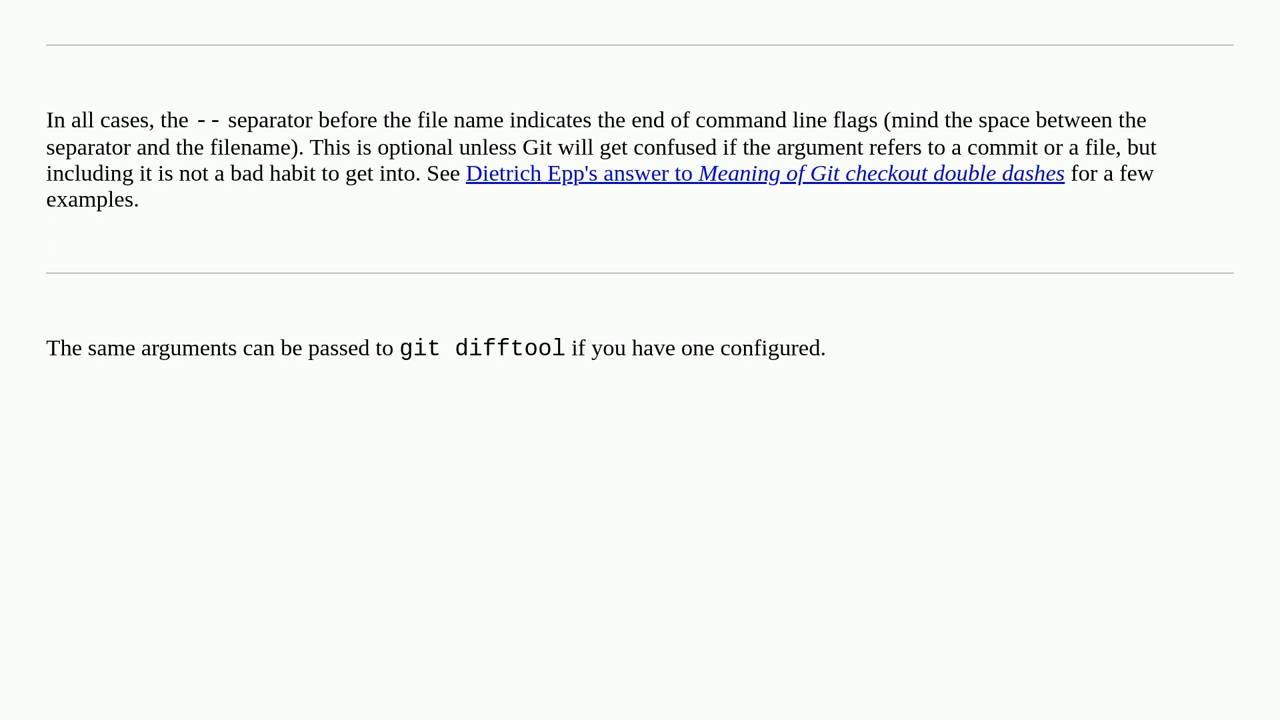 In all cases, the -- separator before the file name indicates the end of command line flags (mind the space between the
separator and the filename). This is optional unless Git will get confused if the argument refers to a commit or a file, but
including it is not a bad habit to get into. See Dietrich Epp's answer to Meaning of Git checkout double dashes for a few
examples.
The same arguments can be passed to git difftool if you have one configured.